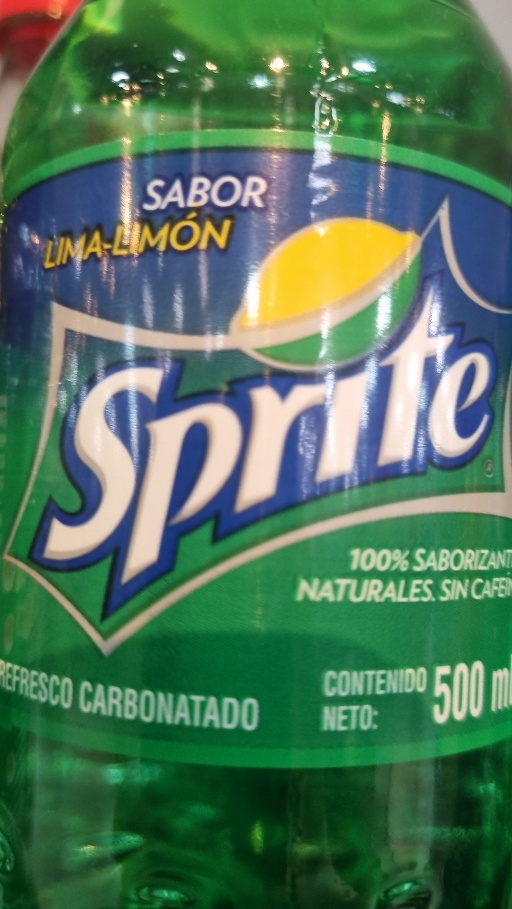 SABOR
LIMA-LIMÓN
Sprite
100% SABORIZANT
NATURALES. SIN CAFEÍN
REFRESCO CARBONATADO
CONTENIDO
NETO:
500 ml